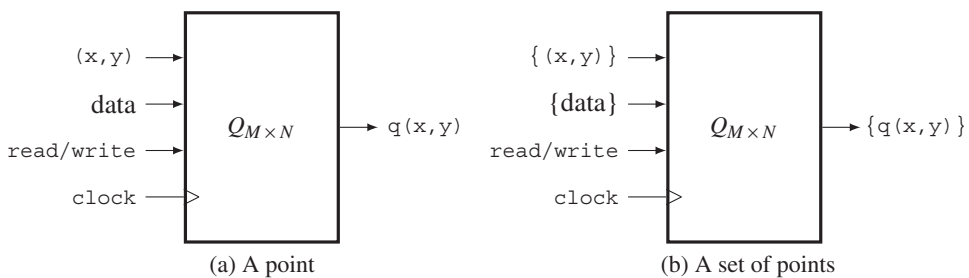 (x,y)
data
read/write
clock
Q_{M×N}
q(x,y)
(a) A point
{(x,y)}
{data}
read/write
clock
Q_{M×N}
{q(x,y)}
(b) A set of points